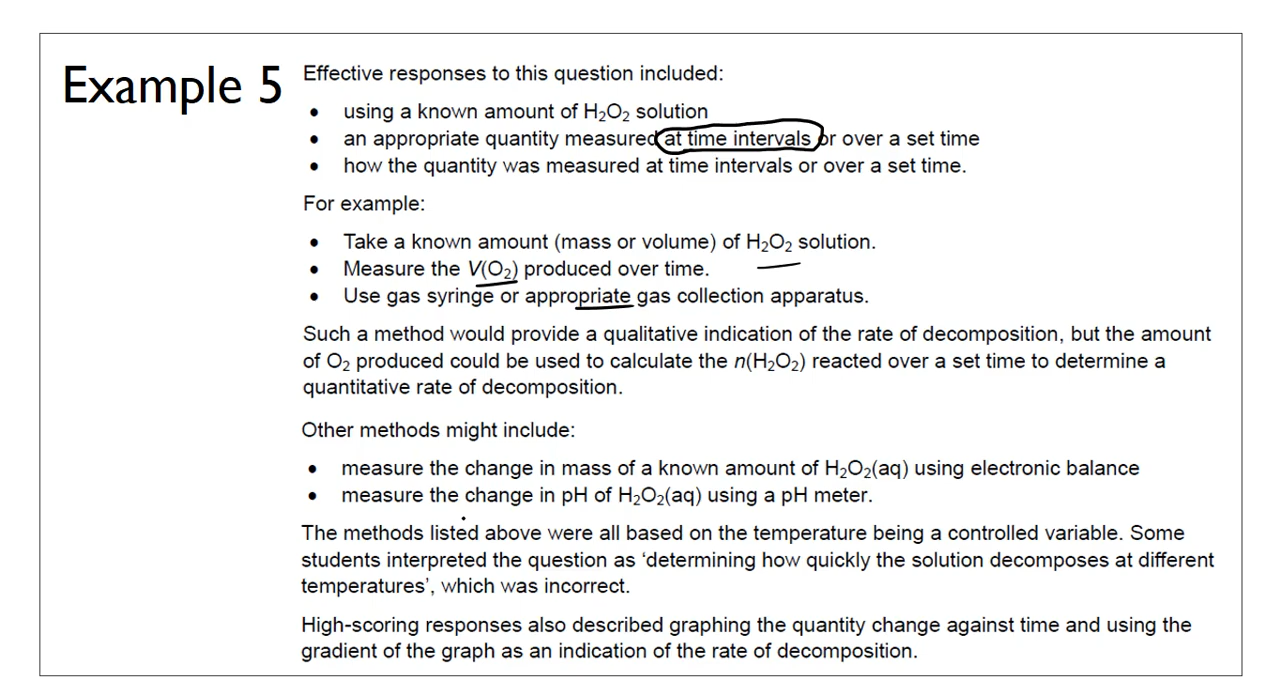 Example 5
Effective responses to this question included:
• using a known amount of H₂O₂ solution
• an appropriate quantity measured at time intervals or over a set time
• how the quantity was measured at time intervals or over a set time.
For example:
• Take a known amount (mass or volume) of H₂O₂ solution.
• Measure the V(O₂) produced over time.
• Use gas syringe or appropriate gas collection apparatus.
Such a method would provide a qualitative indication of the rate of decomposition, but the amount
of O₂ produced could be used to calculate the n(H₂O₂) reacted over a set time to determine a
quantitative rate of decomposition.
Other methods might include:
• measure the change in mass of a known amount of H₂O₂(aq) using electronic balance
• measure the change in pH of H₂O₂(aq) using a pH meter.
The methods listed above were all based on the temperature being a controlled variable. Some
students interpreted the question as ‘determining how quickly the solution decomposes at different
temperatures’, which was incorrect.
High-scoring responses also described graphing the quantity change against time and using the
gradient of the graph as an indication of the rate of decomposition.